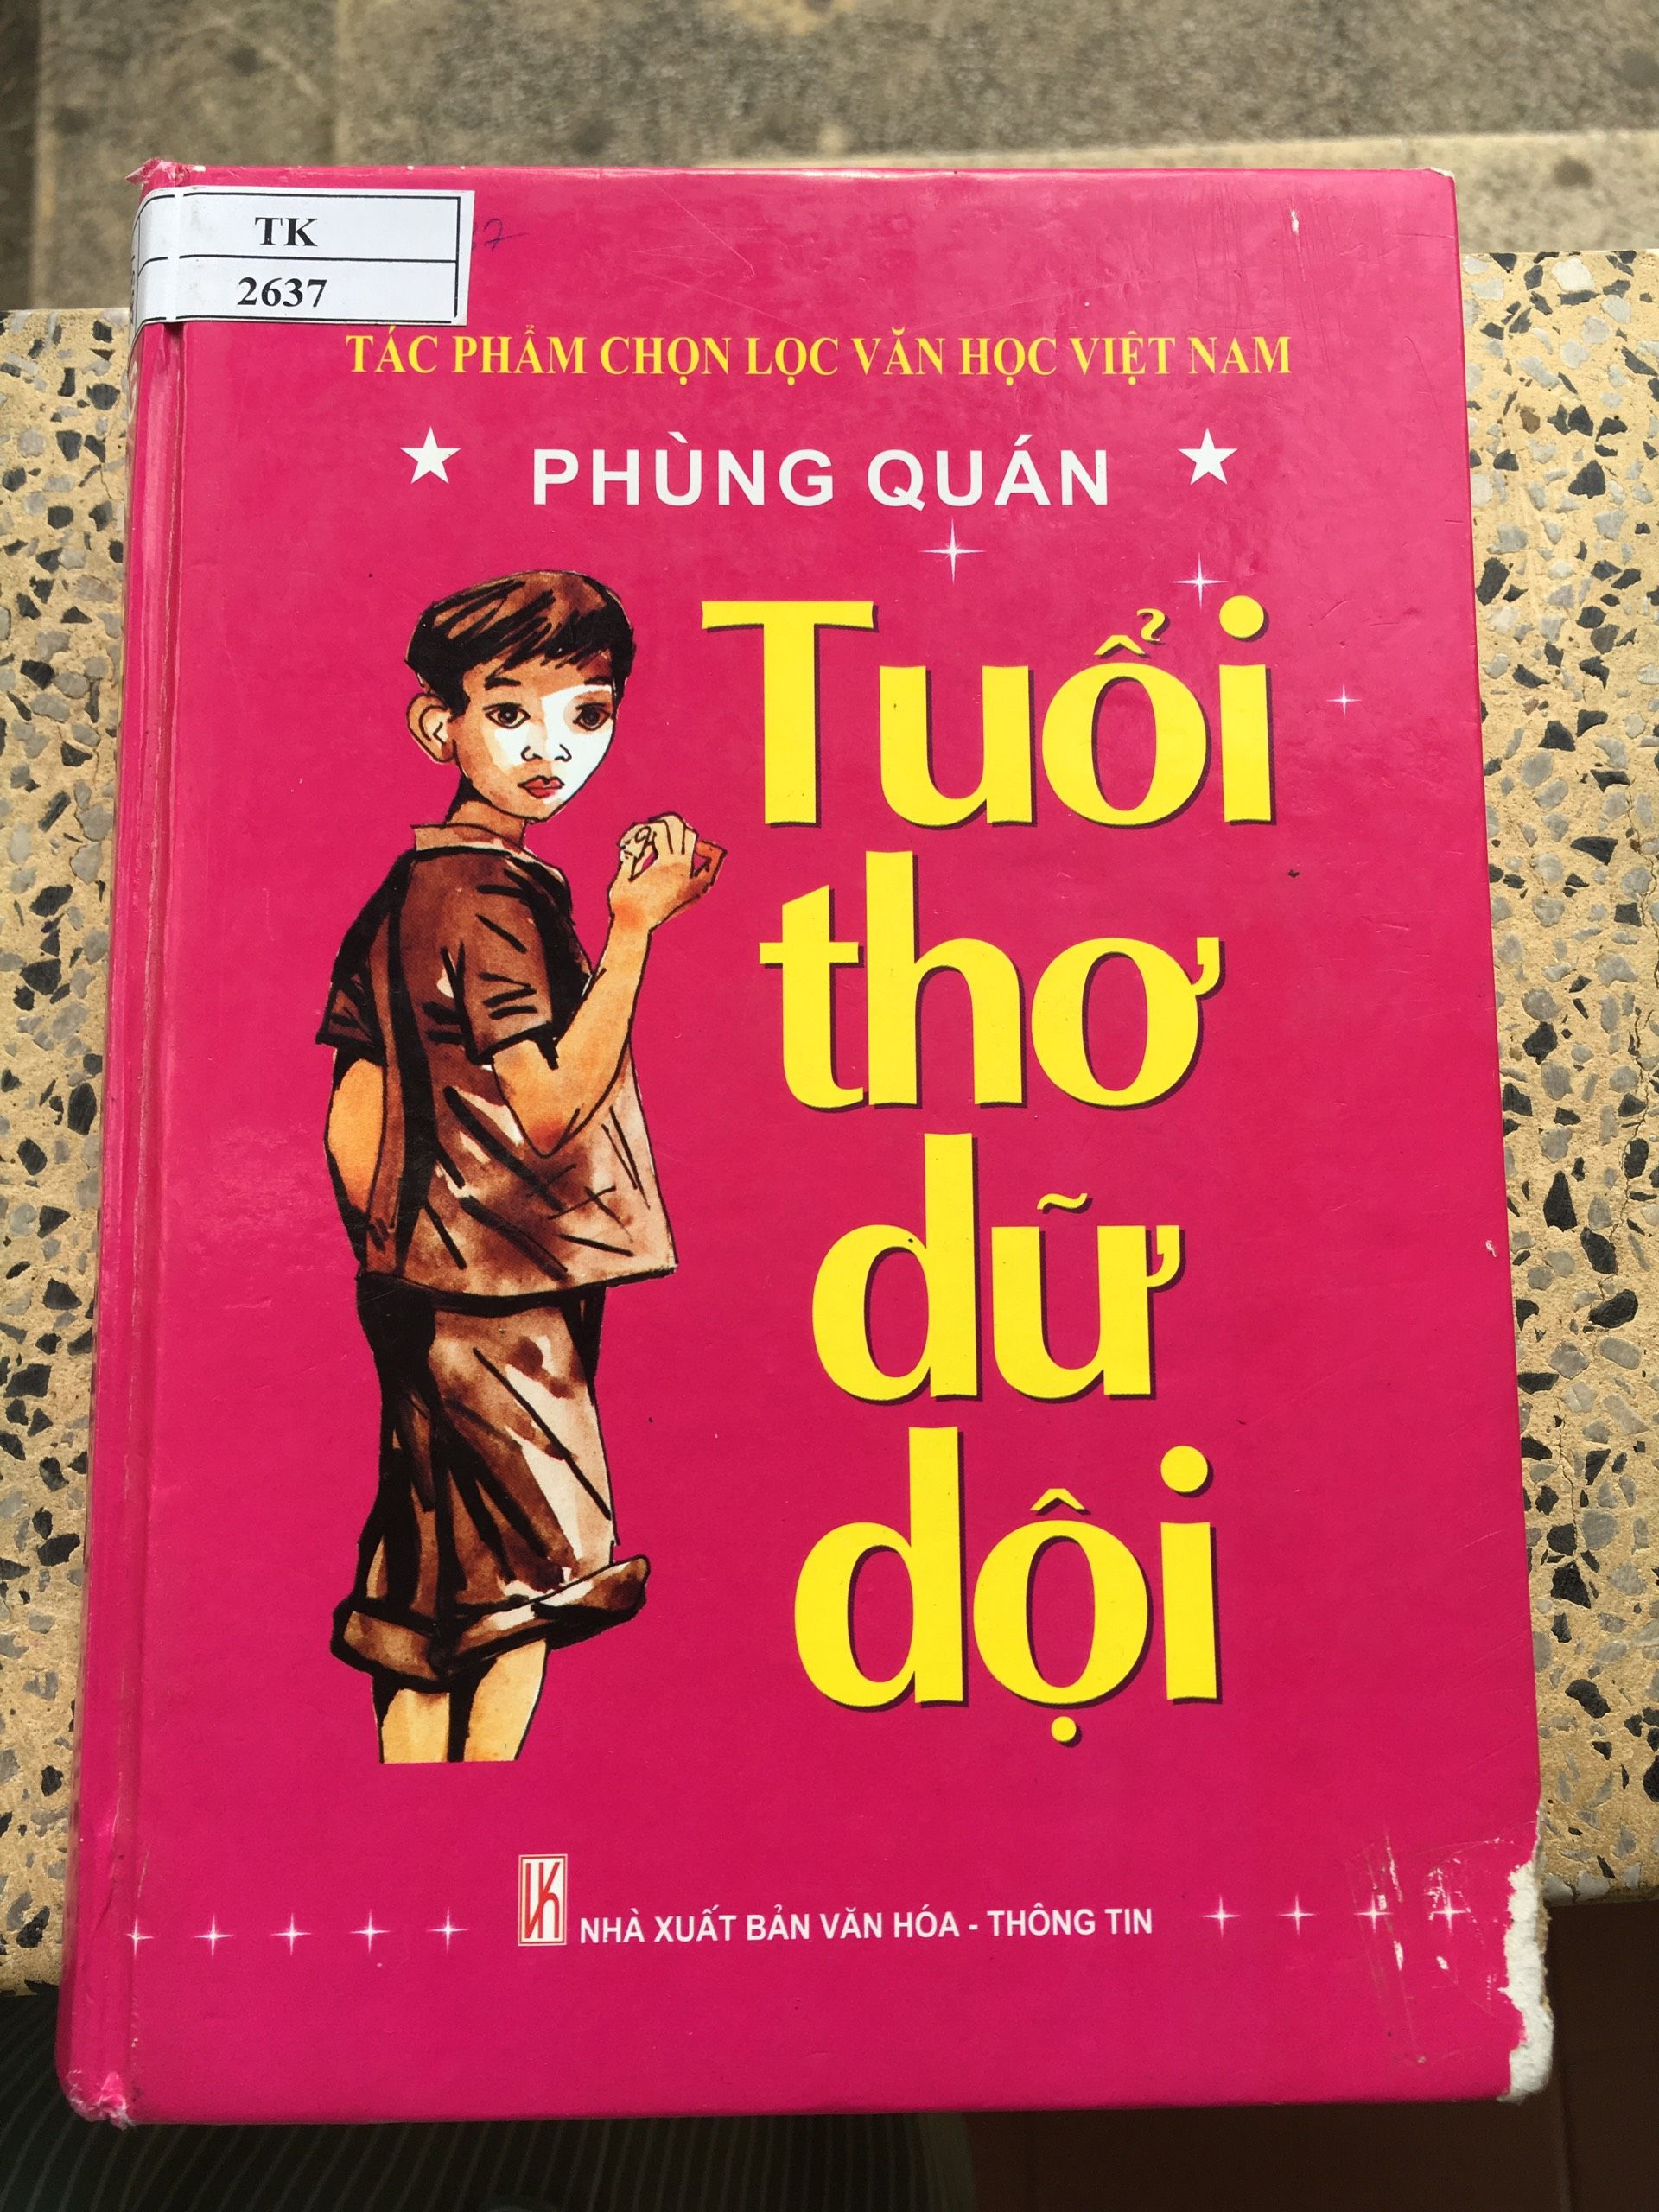 TK
2637
TÁC PHẨM CHỌN LỌC VĂN HỌC VIỆT NAM
PHÙNG QUÁN
Tuổi
thơ
dữ
dội
NHÀ XUẤT BẢN VĂN HÓA - THÔNG TIN